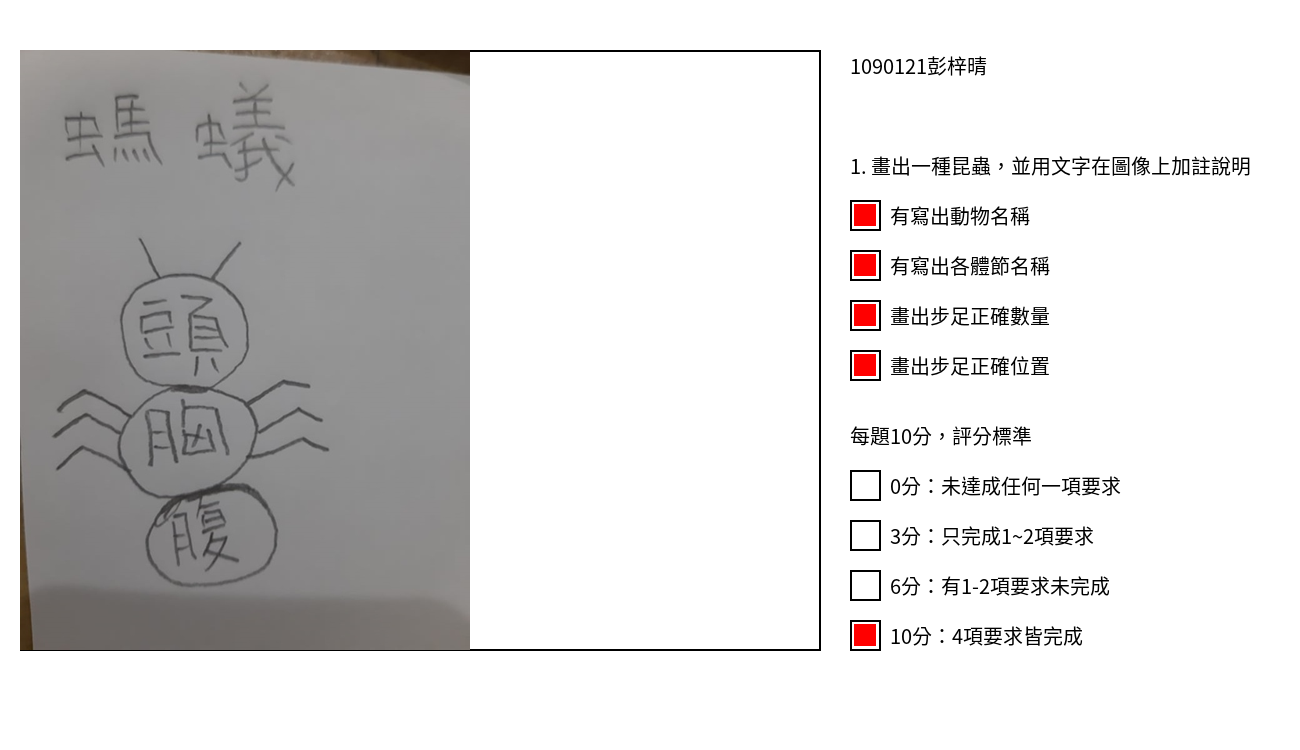 螞蟻
頭
胸
腹
1090121彭梓晴
1. 畫出一種昆蟲，並用文字在圖像上加註說明
有寫出動物名稱
有寫出各體節名稱
畫出步足正確數量
畫出步足正確位置
每題10分，評分標準
0分：未達成任何一項要求
3分：只完成1~2項要求
6分：有1-2項要求未完成
10分：4項要求皆完成